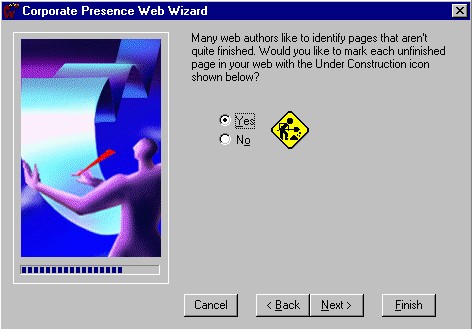 Corporate Presence Web Wizard
Many web authors like to identify pages that aren't
quite finished. Would you like to mark each unfinished
page in your web with the Under Construction icon
shown below?
Yes
No
Cancel
< Back
Next >
Finish